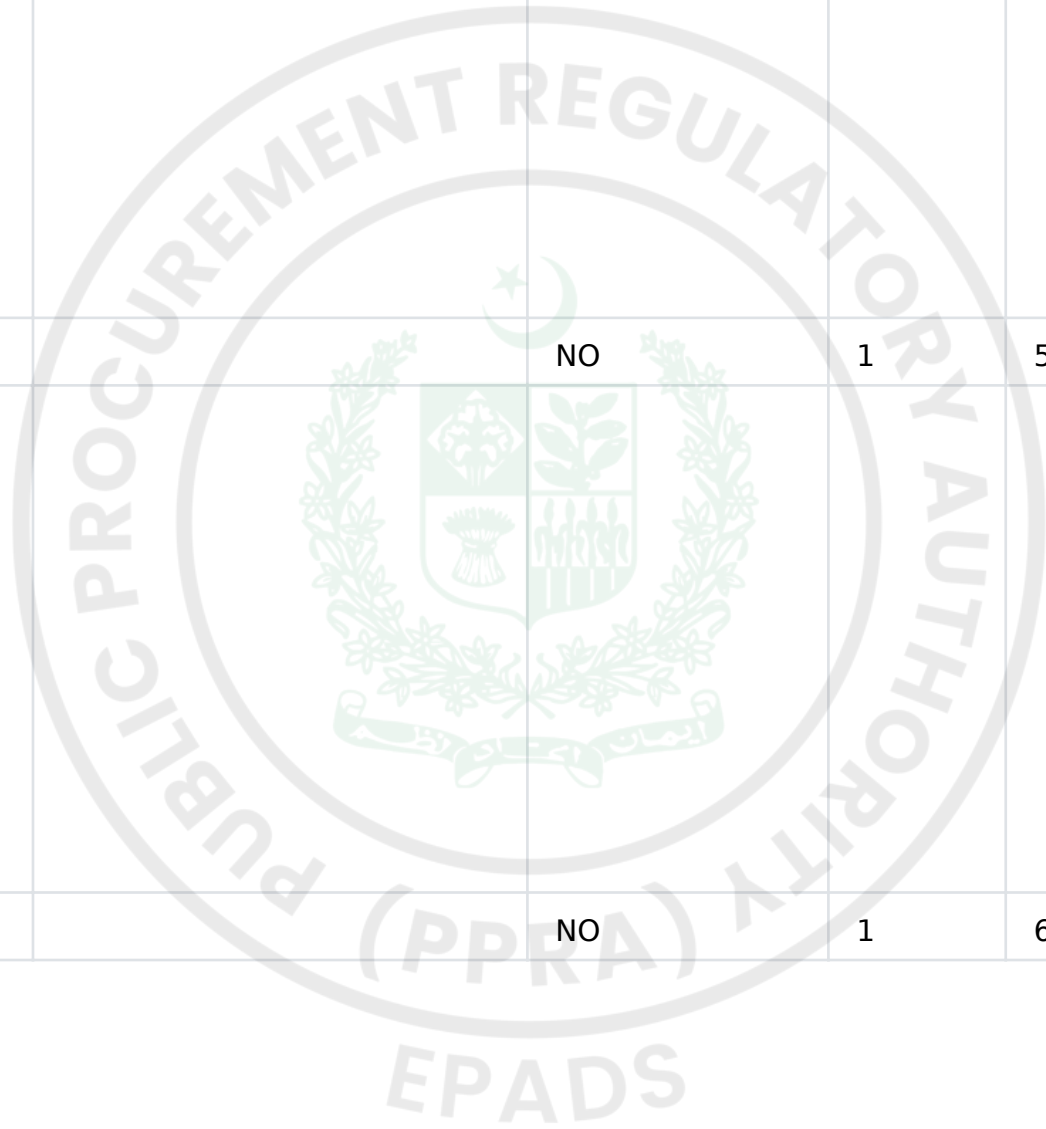 PUBLIC PROCUREMENT REGULATORY AUTHORITY
NO 1 5
NO 1 6
(PPRA)
EPADS